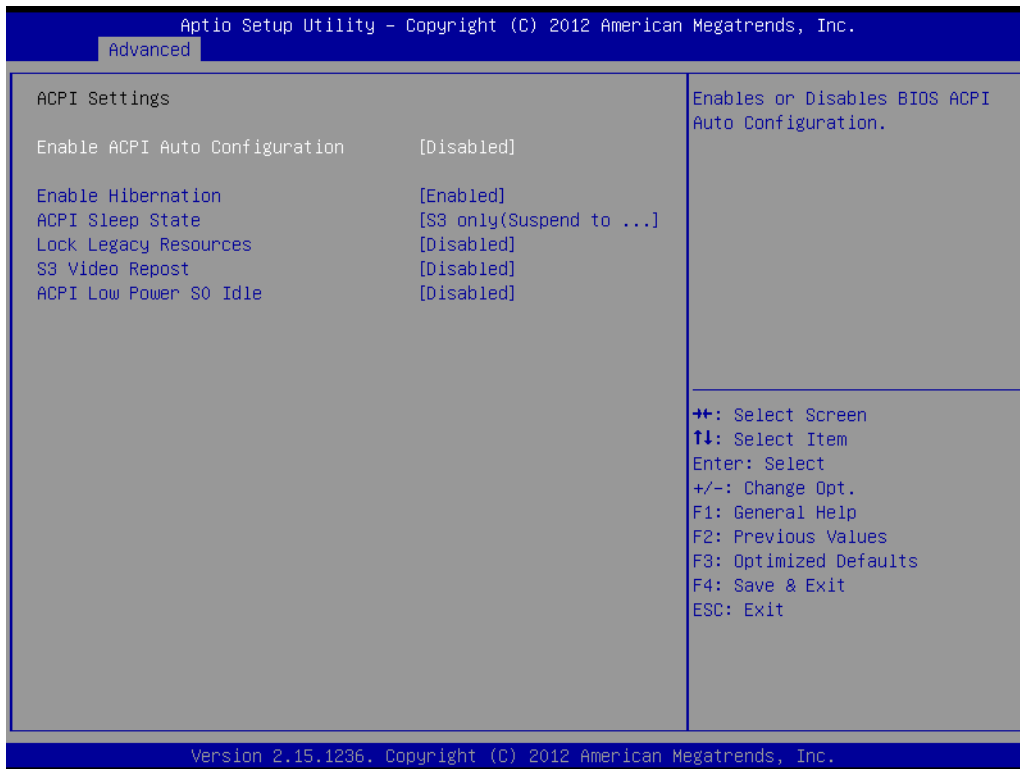 Aptio Setup Utility – Copyright (C) 2012 American Megatrends, Inc.
Advanced
ACPI Settings
Enable ACPI Auto Configuration [Disabled]
Enable Hibernation [Enabled]
ACPI Sleep State [S3 only(Suspend to ...]
Lock Legacy Resources [Disabled]
S3 Video Repost [Disabled]
ACPI Low Power S0 Idle [Disabled]
Enables or Disables BIOS ACPI
Auto Configuration.
→←: Select Screen
↑↓: Select Item
Enter: Select
+/-: Change Opt.
F1: General Help
F2: Previous Values
F3: Optimized Defaults
F4: Save & Exit
ESC: Exit
Version 2.15.1236. Copyright (C) 2012 American Megatrends, Inc.